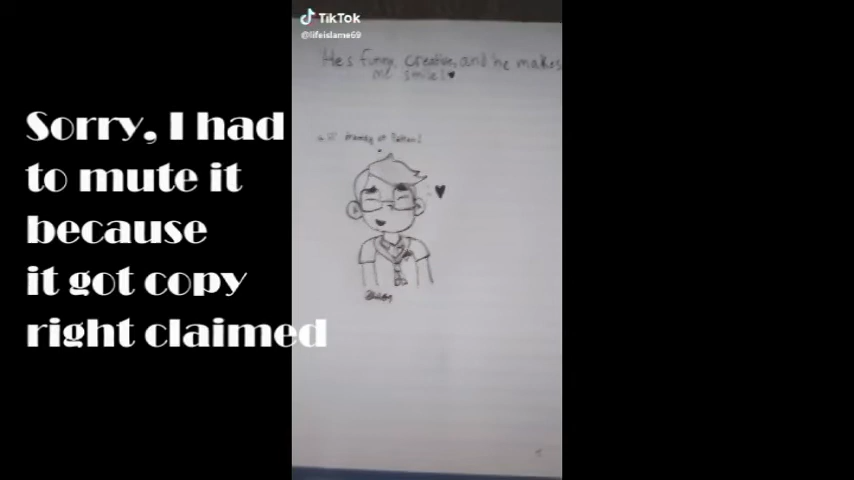 TikTok
@lifeislame69
He's funny, creative, and he makes
me smile!
Sorry, I had
to mute it
because
it got copy
right claimed